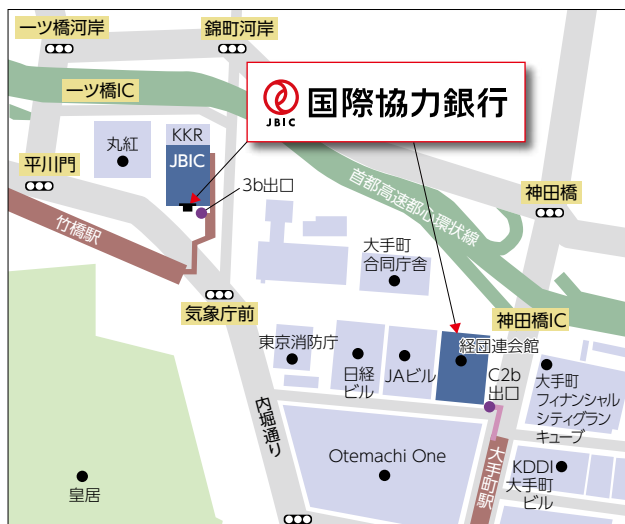 一ツ橋河岸
錦町河岸
一ツ橋IC
JBIC
国際協力銀行
丸紅
KKR
JBIC
平川門
3b出口
首都高速都心環状線
神田橋
竹橋駅
大手町
合同庁舎
気象庁前
神田橋IC
東京消防庁
日経
ビル
JAビル
経団連会館
C2b
出口
大手町
フィナンシャル
シティグラン
キューブ
内堀通り
Otemachi One
大手町駅
KDDI
大手町
ビル
皇居